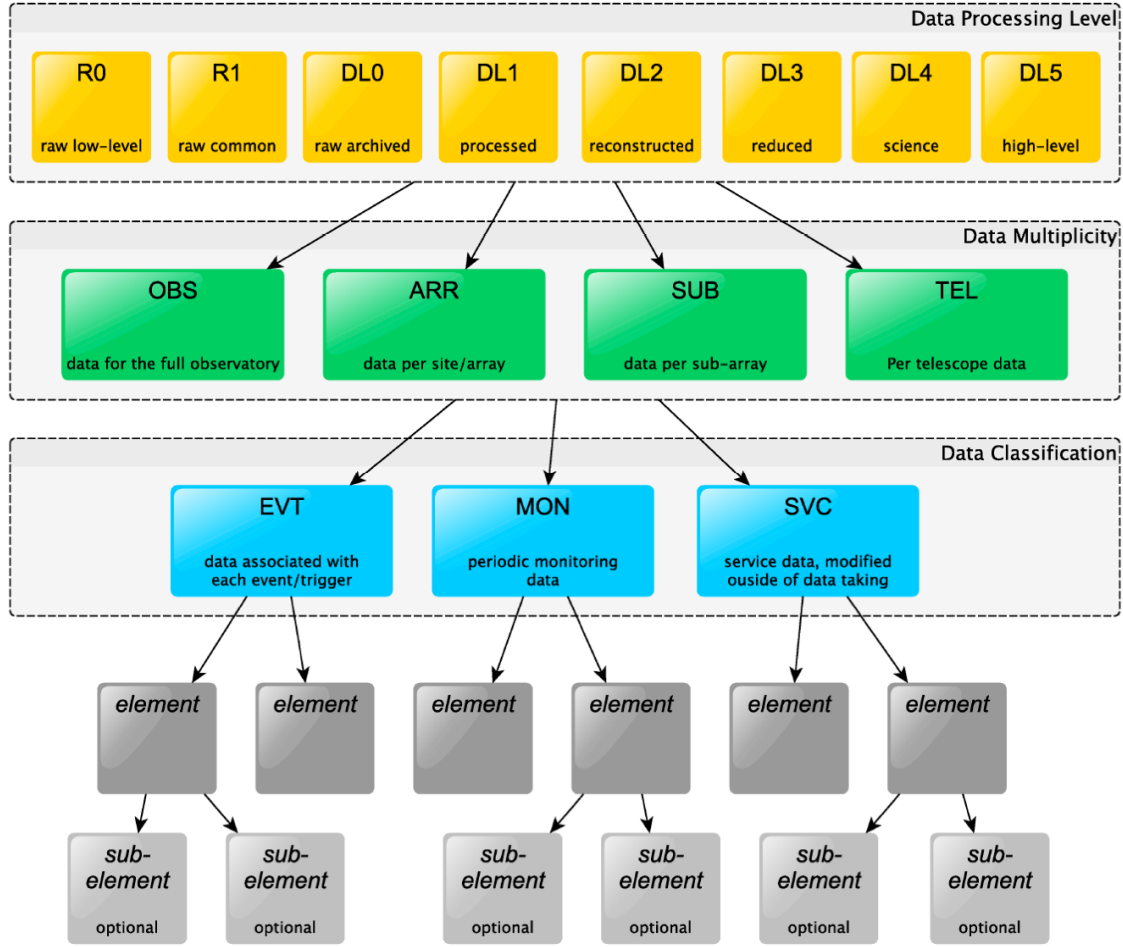 Data Processing Level
R0 R1 DL0 DL1 DL2 DL3 DL4 DL5
raw low-level raw common raw archived processed reconstructed reduced science high-level
Data Multiplicity
OBS ARR SUB TEL
data for the full observatory data per site/array data per sub-array Per telescope data
Data Classification
EVT MON SVC
data associated with periodic monitoring service data, modified
each event/trigger data ouside of data taking
element element element element element element
sub- sub- sub- sub- sub- sub-
element element element element element element
optional optional optional optional optional optional